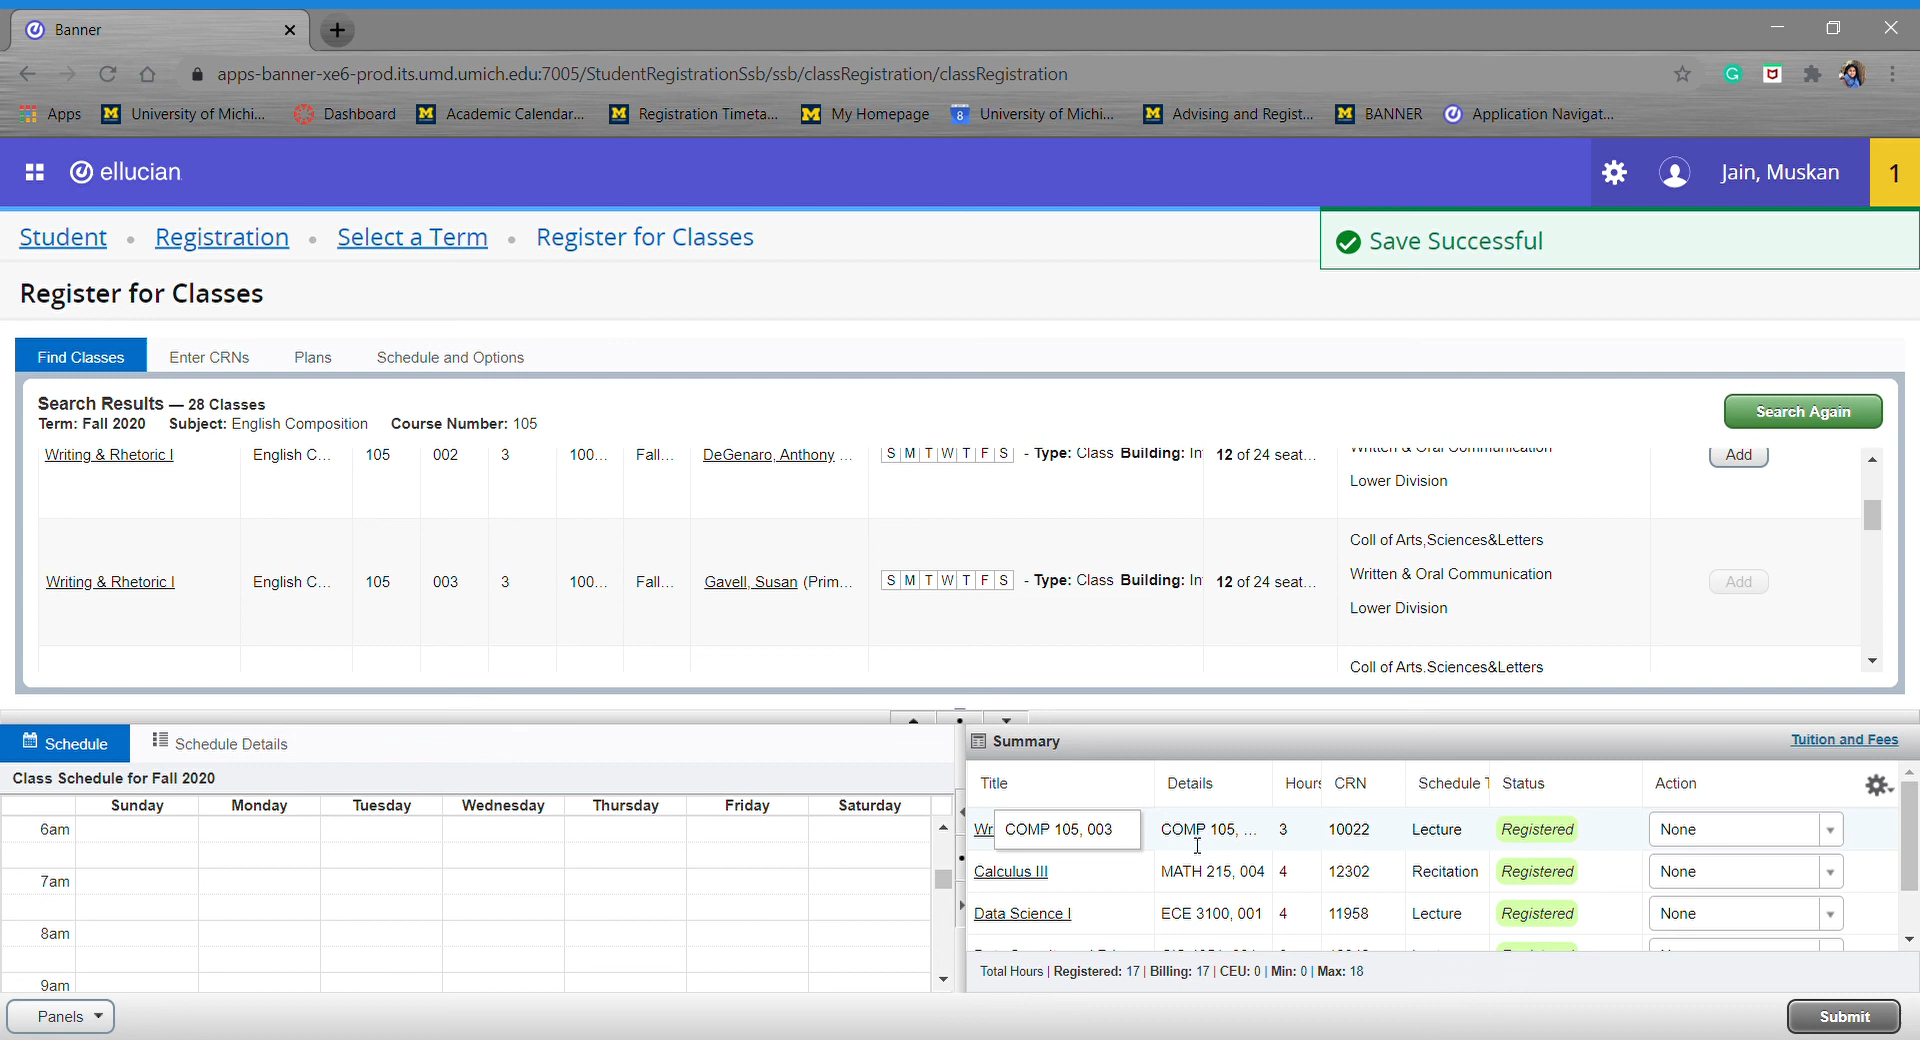 Banner
apps-banner-xe6-prod.its.umd.umich.edu:7005/StudentRegistrationSsb/ssb/classRegistration/classRegistration
Apps University of Michi... Dashboard Academic Calendar... Registration Timeta... My Homepage University of Michi... Advising and Regist... BANNER Application Navigat...
ellucian
Jain, Muskan 1
Student • Registration • Select a Term • Register for Classes
Save Successful
Register for Classes
Find Classes Enter CRNs Plans Schedule and Options
Search Results — 28 Classes
Term: Fall 2020 Subject: English Composition Course Number: 105
Search Again
Written & Oral Communication
Writing & Rhetoric I English C... 105 002 3 100... Fall... DeGenaro, Anthony ... S M T W T F S - Type: Class Building: In 12 of 24 seat... Add
Lower Division
Coll of Arts,Sciences&Letters
Written & Oral Communication
Writing & Rhetoric I English C... 105 003 3 100... Fall... Gavell, Susan (Prim... S M T W T F S - Type: Class Building: In 12 of 24 seat... Add
Lower Division
Coll of Arts,Sciences&Letters
Schedule Schedule Details
Class Schedule for Fall 2020
Sunday Monday Tuesday Wednesday Thursday Friday Saturday
6am
7am
8am
9am
Summary Tuition and Fees
Title Details Hours CRN Schedule T Status Action
Wr COMP 105, 003 COMP 105, ... 3 10022 Lecture Registered None
Calculus III MATH 215, 004 4 12302 Recitation Registered None
Data Science I ECE 3100, 001 4 11958 Lecture Registered None
Total Hours | Registered: 17 | Billing: 17 | CEU: 0 | Min: 0 | Max: 18
Panels Submit